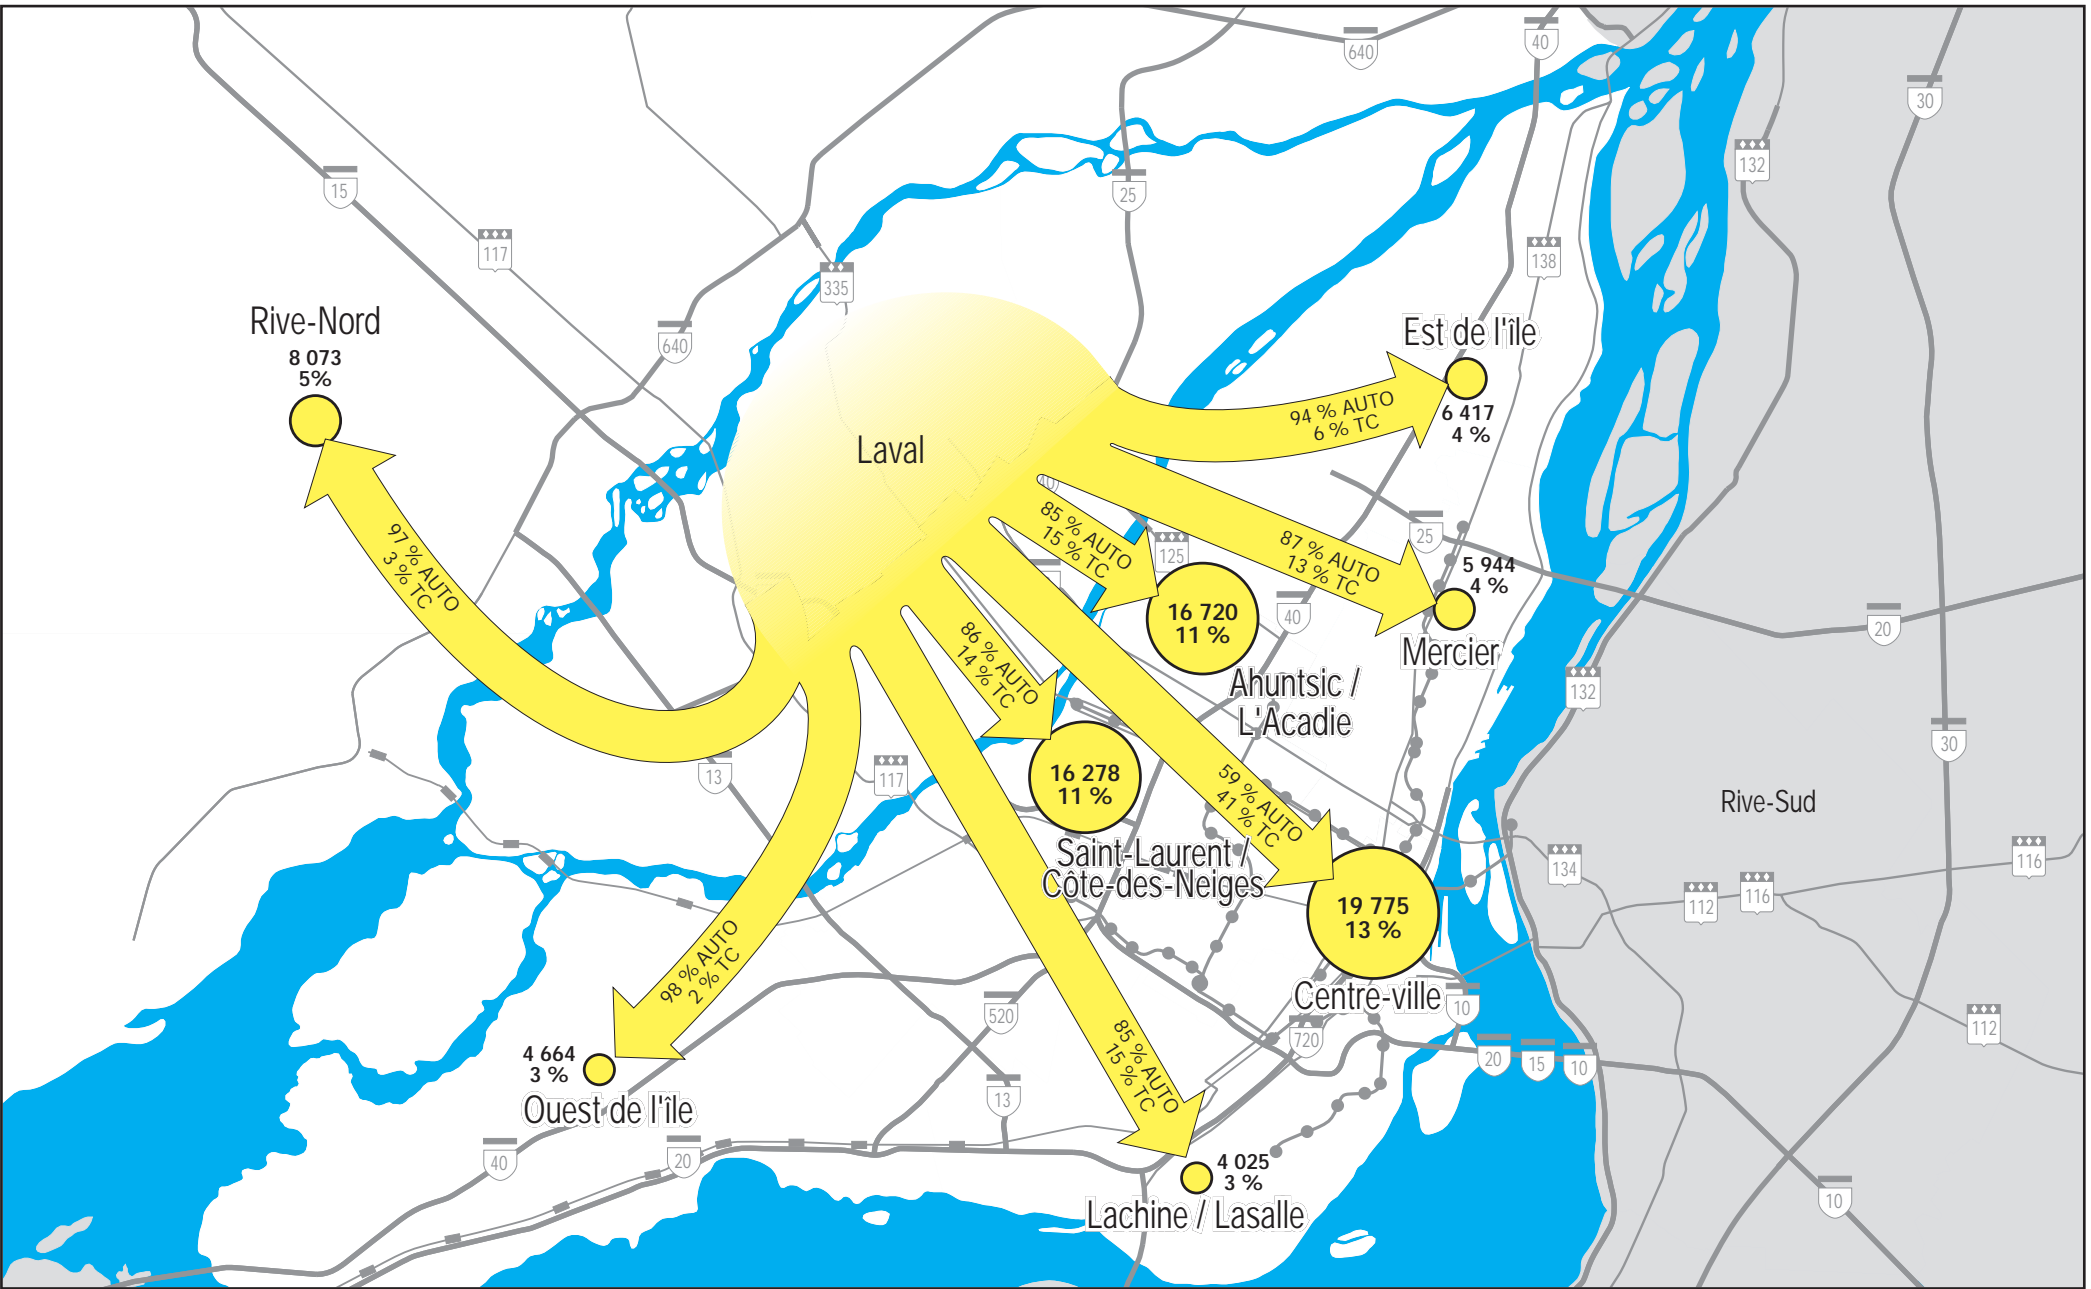 640
40
30
15
132
25
117
138
335
Rive-Nord
8 073
5%
640
Est de l'île
6 417
4 %
94 % AUTO
6 % TC
Laval
40
85 % AUTO
15 % TC
125
87 % AUTO
13 % TC
25
5 944
4 %
Mercier
97 % AUTO
3 % TC
16 720
11 %
40
20
Ahuntsic /
L'Acadie
132
86 % AUTO
14 % TC
30
13
117
16 278
11 %
Saint-Laurent /
Côte-des-Neiges
59 % AUTO
41 % TC
Rive-Sud
134
116
112
116
19 775
13 %
Centre-ville
98 % AUTO
2 % TC
520
10
720
112
4 664
3 %
Ouest de l'île
85 % AUTO
15 % TC
20
15
10
13
40
20
4 025
3 %
Lachine / Lasalle
10